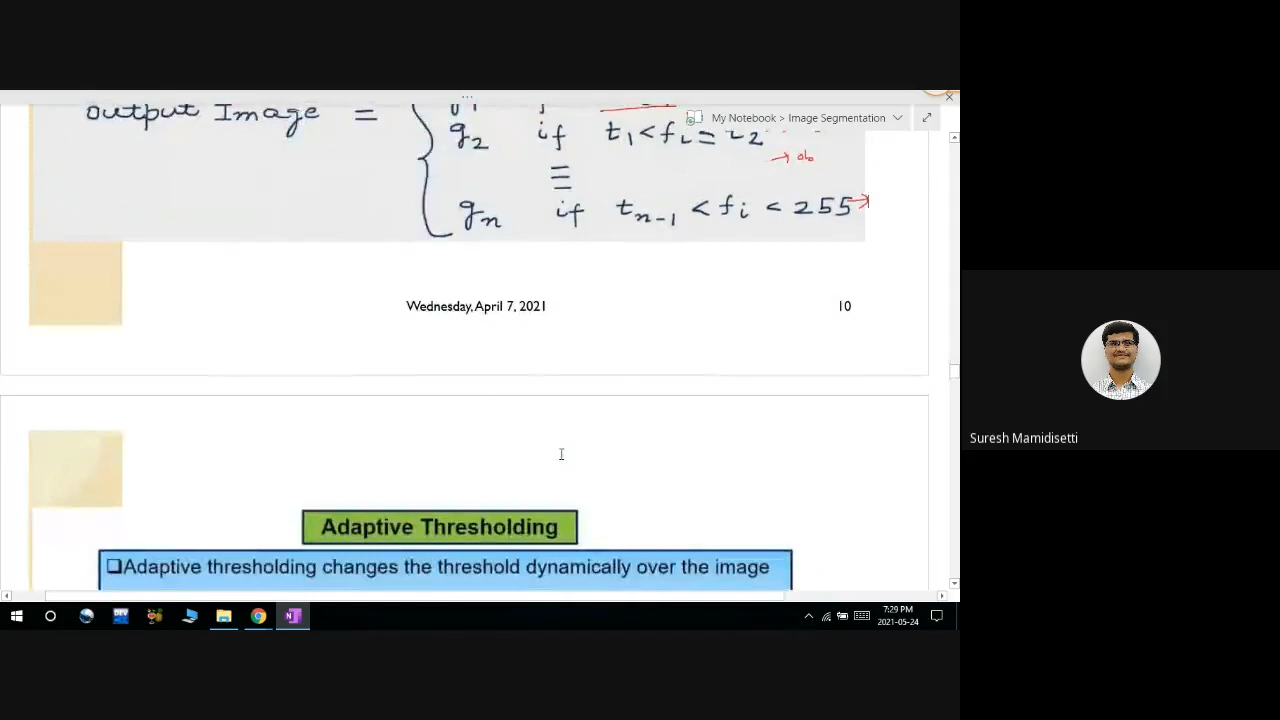 output Image =
My Notebook > Image Segmentation
g2 if t1 < fi = t2
→ ob
gn if tn-1 < fi < 255 →
Wednesday, April 7, 2021 10
Suresh Mamidisetti
Adaptive Thresholding
❑Adaptive thresholding changes the threshold dynamically over the image
7:29 PM
2021-05-24